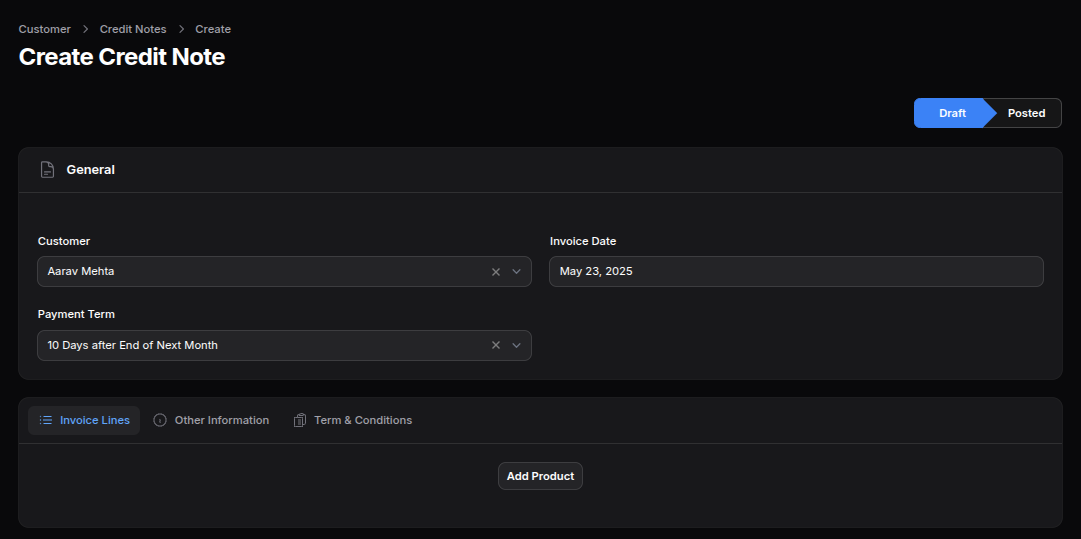 Customer > Credit Notes > Create
Create Credit Note
Draft Posted
General
Customer Invoice Date
Aarav Mehta May 23, 2025
Payment Term
10 Days after End of Next Month
Invoice Lines Other Information Term & Conditions
Add Product